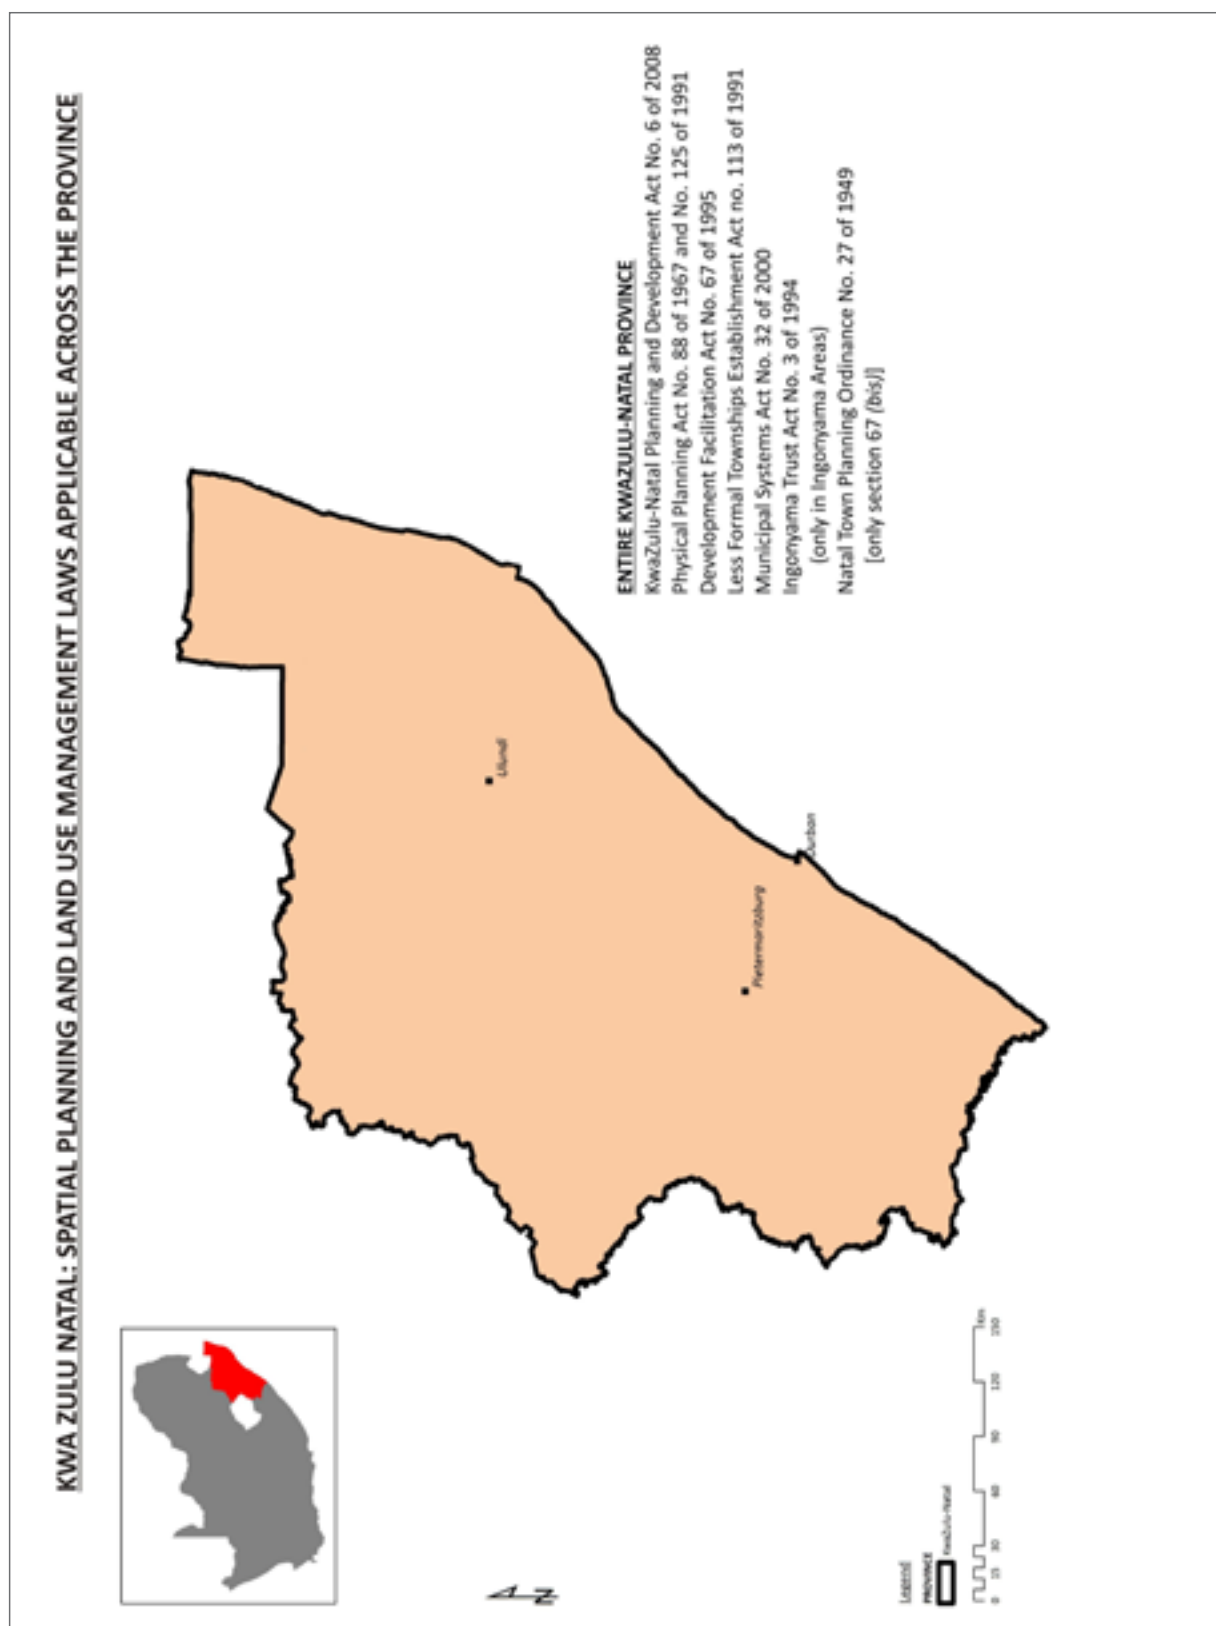 KWA ZULU NATAL: SPATIAL PLANNING AND LAND USE MANAGEMENT LAWS APPLICABLE ACROSS THE PROVINCE
ENTIRE KWAZULU-NATAL PROVINCE
KwaZulu-Natal Planning and Development Act No. 6 of 2008
Physical Planning Act No. 88 of 1967 and No. 125 of 1991
Development Facilitation Act No. 67 of 1995
Less Formal Townships Establishment Act no. 113 of 1991
Municipal Systems Act No. 32 of 2000
Ingonyama Trust Act No. 3 of 1994
(only in Ingonyama Areas)
Natal Town Planning Ordinance No. 27 of 1949
[only section 67 (bis)]
Ulundi
Pietermaritzburg
Durban
N
Legend
PROVINCE
KwaZulu-Natal
0 15 30 60 90 120 150
Km